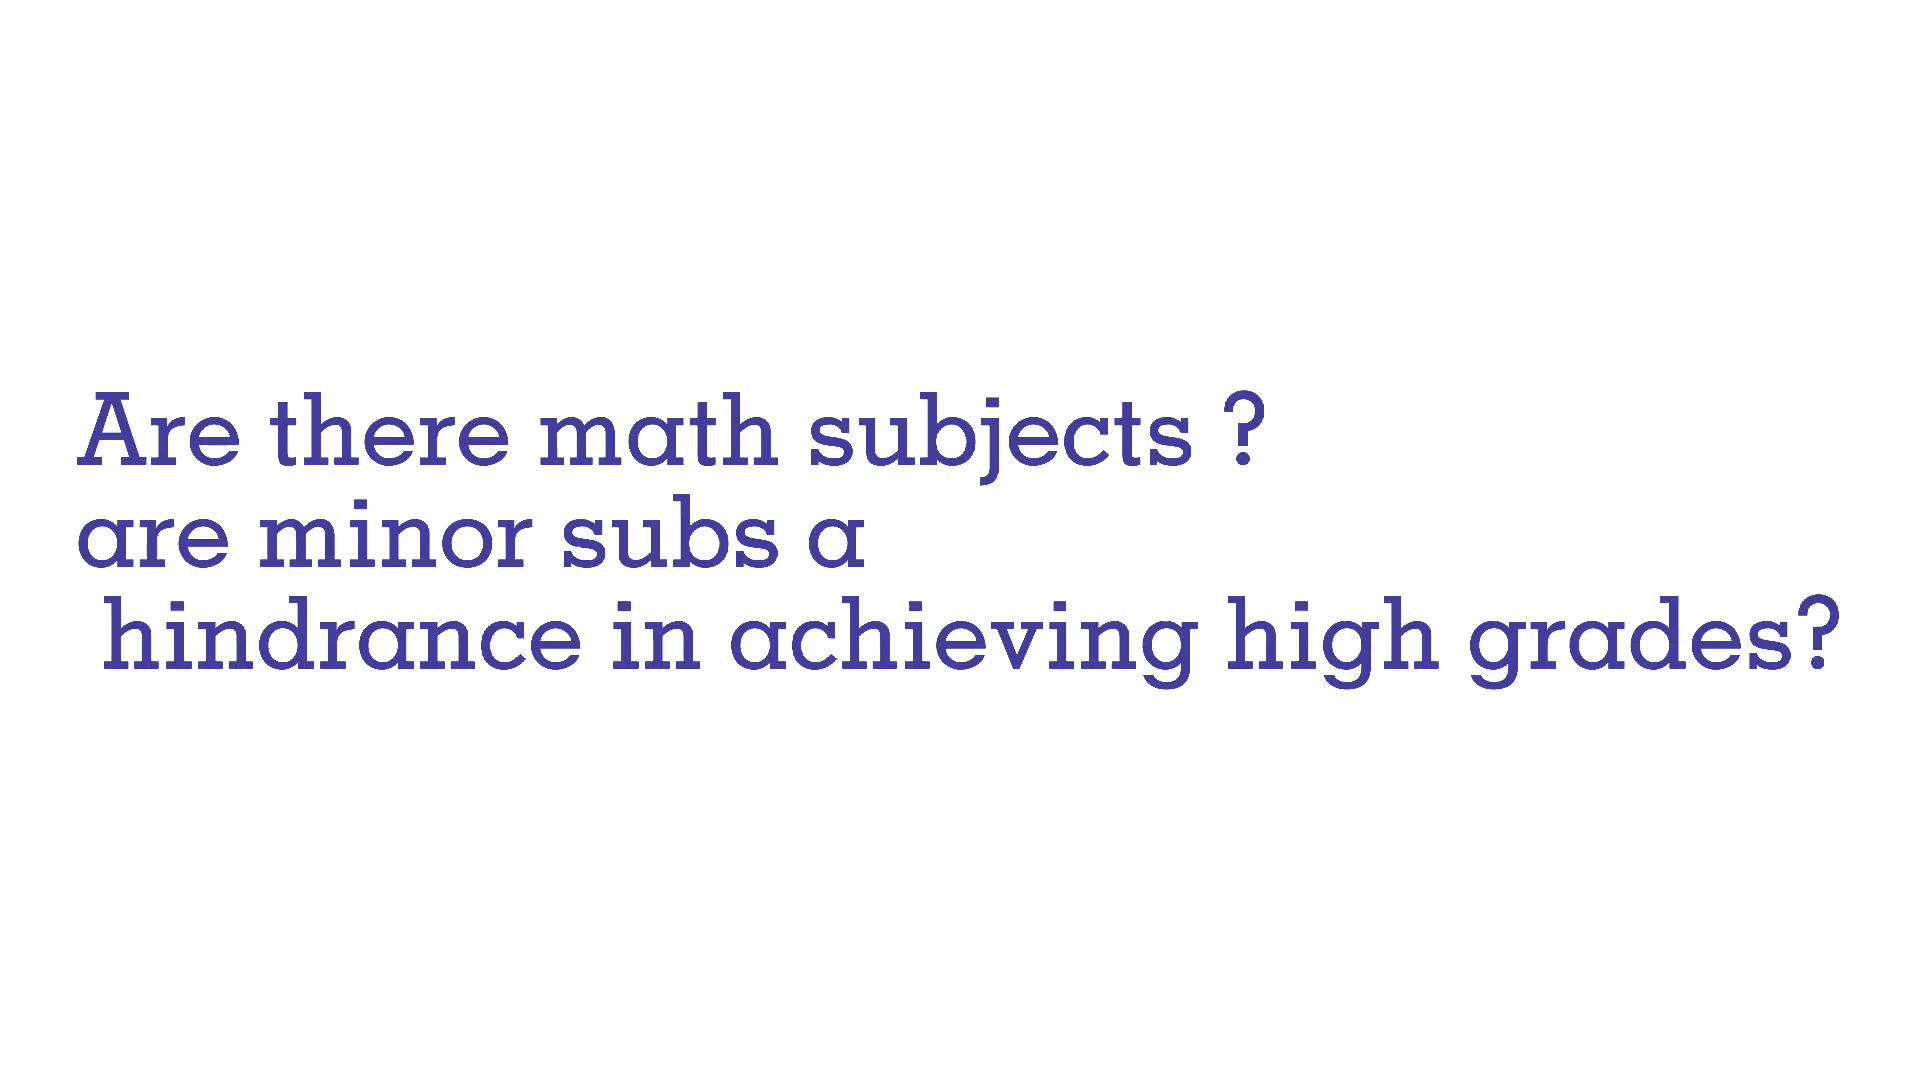 Are there math subjects ?
are minor subs a
hindrance in achieving high grades?